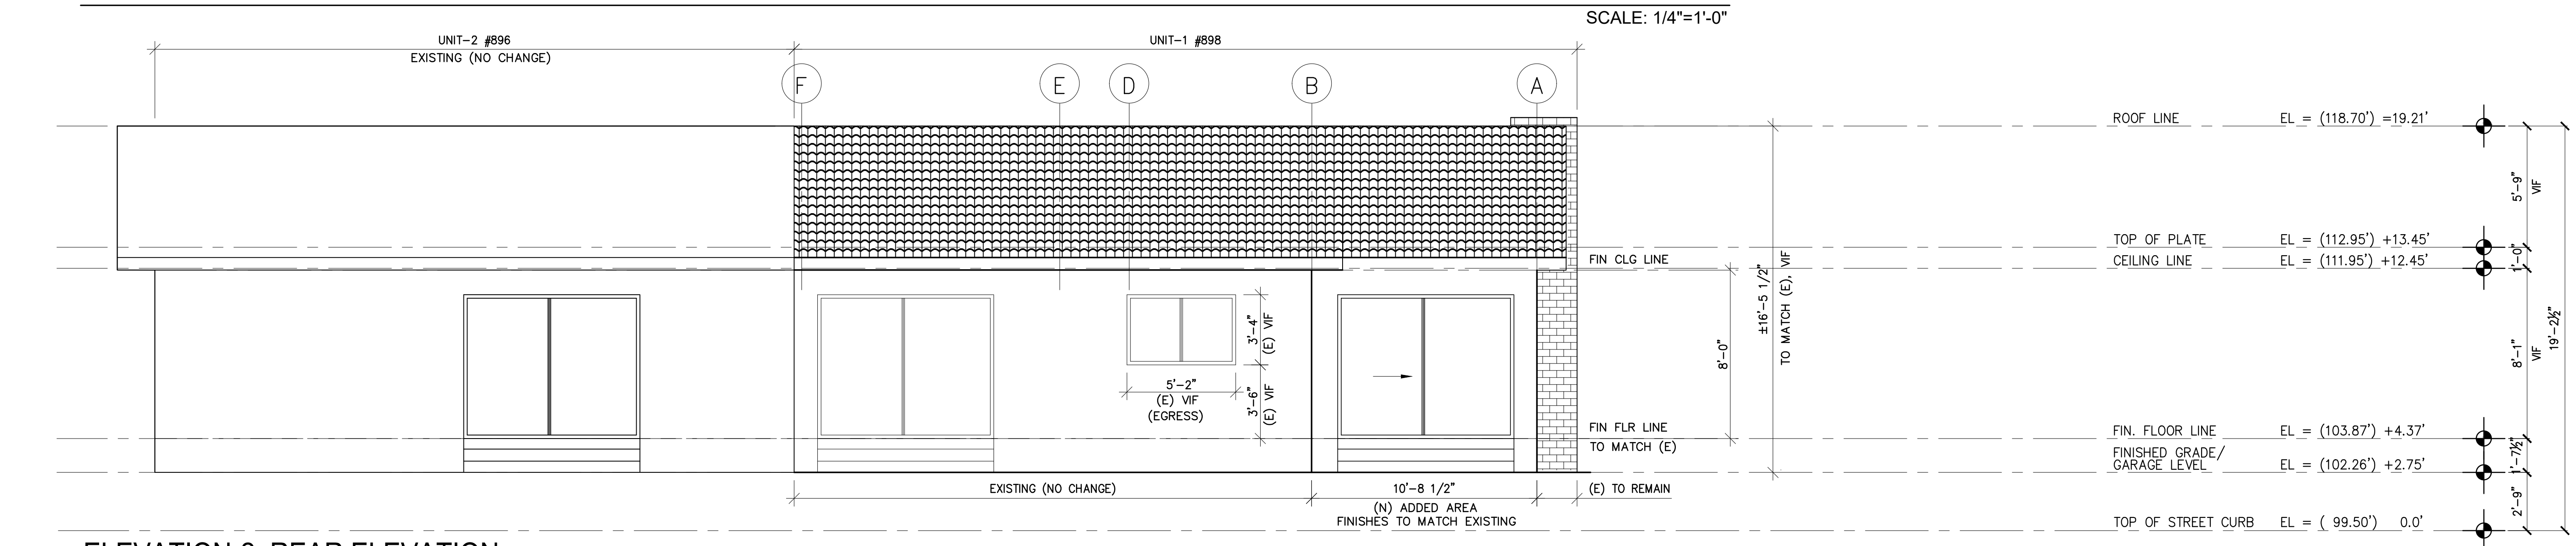 SCALE: 1/4"=1'-0"
UNIT-2 #896
EXISTING (NO CHANGE)
UNIT-1 #898
F
E
D
B
A
ROOF LINE EL = (118.70') =19.21'
TOP OF PLATE EL = (112.95') +13.45'
CEILING LINE EL = (111.95') +12.45'
FIN. FLOOR LINE EL = (103.87') +4.37'
FINISHED GRADE/
GARAGE LEVEL EL = (102.26') +2.75'
TOP OF STREET CURB EL = ( 99.50') 0.0'
5'-9"
VIF
1'-0"
8'-1"
VIF
1'-7½"
2'-9"
19'-2½"
FIN CLG LINE
±16'-5 1/2"
TO MATCH (E), VIF
8'-0"
FIN FLR LINE
TO MATCH (E)
3'-4"
(E) VIF
3'-6"
(E) VIF
5'-2"
(E) VIF
(EGRESS)
EXISTING (NO CHANGE)
10'-8 1/2"
(N) ADDED AREA
FINISHES TO MATCH EXISTING
(E) TO REMAIN
REAR ELEVATION